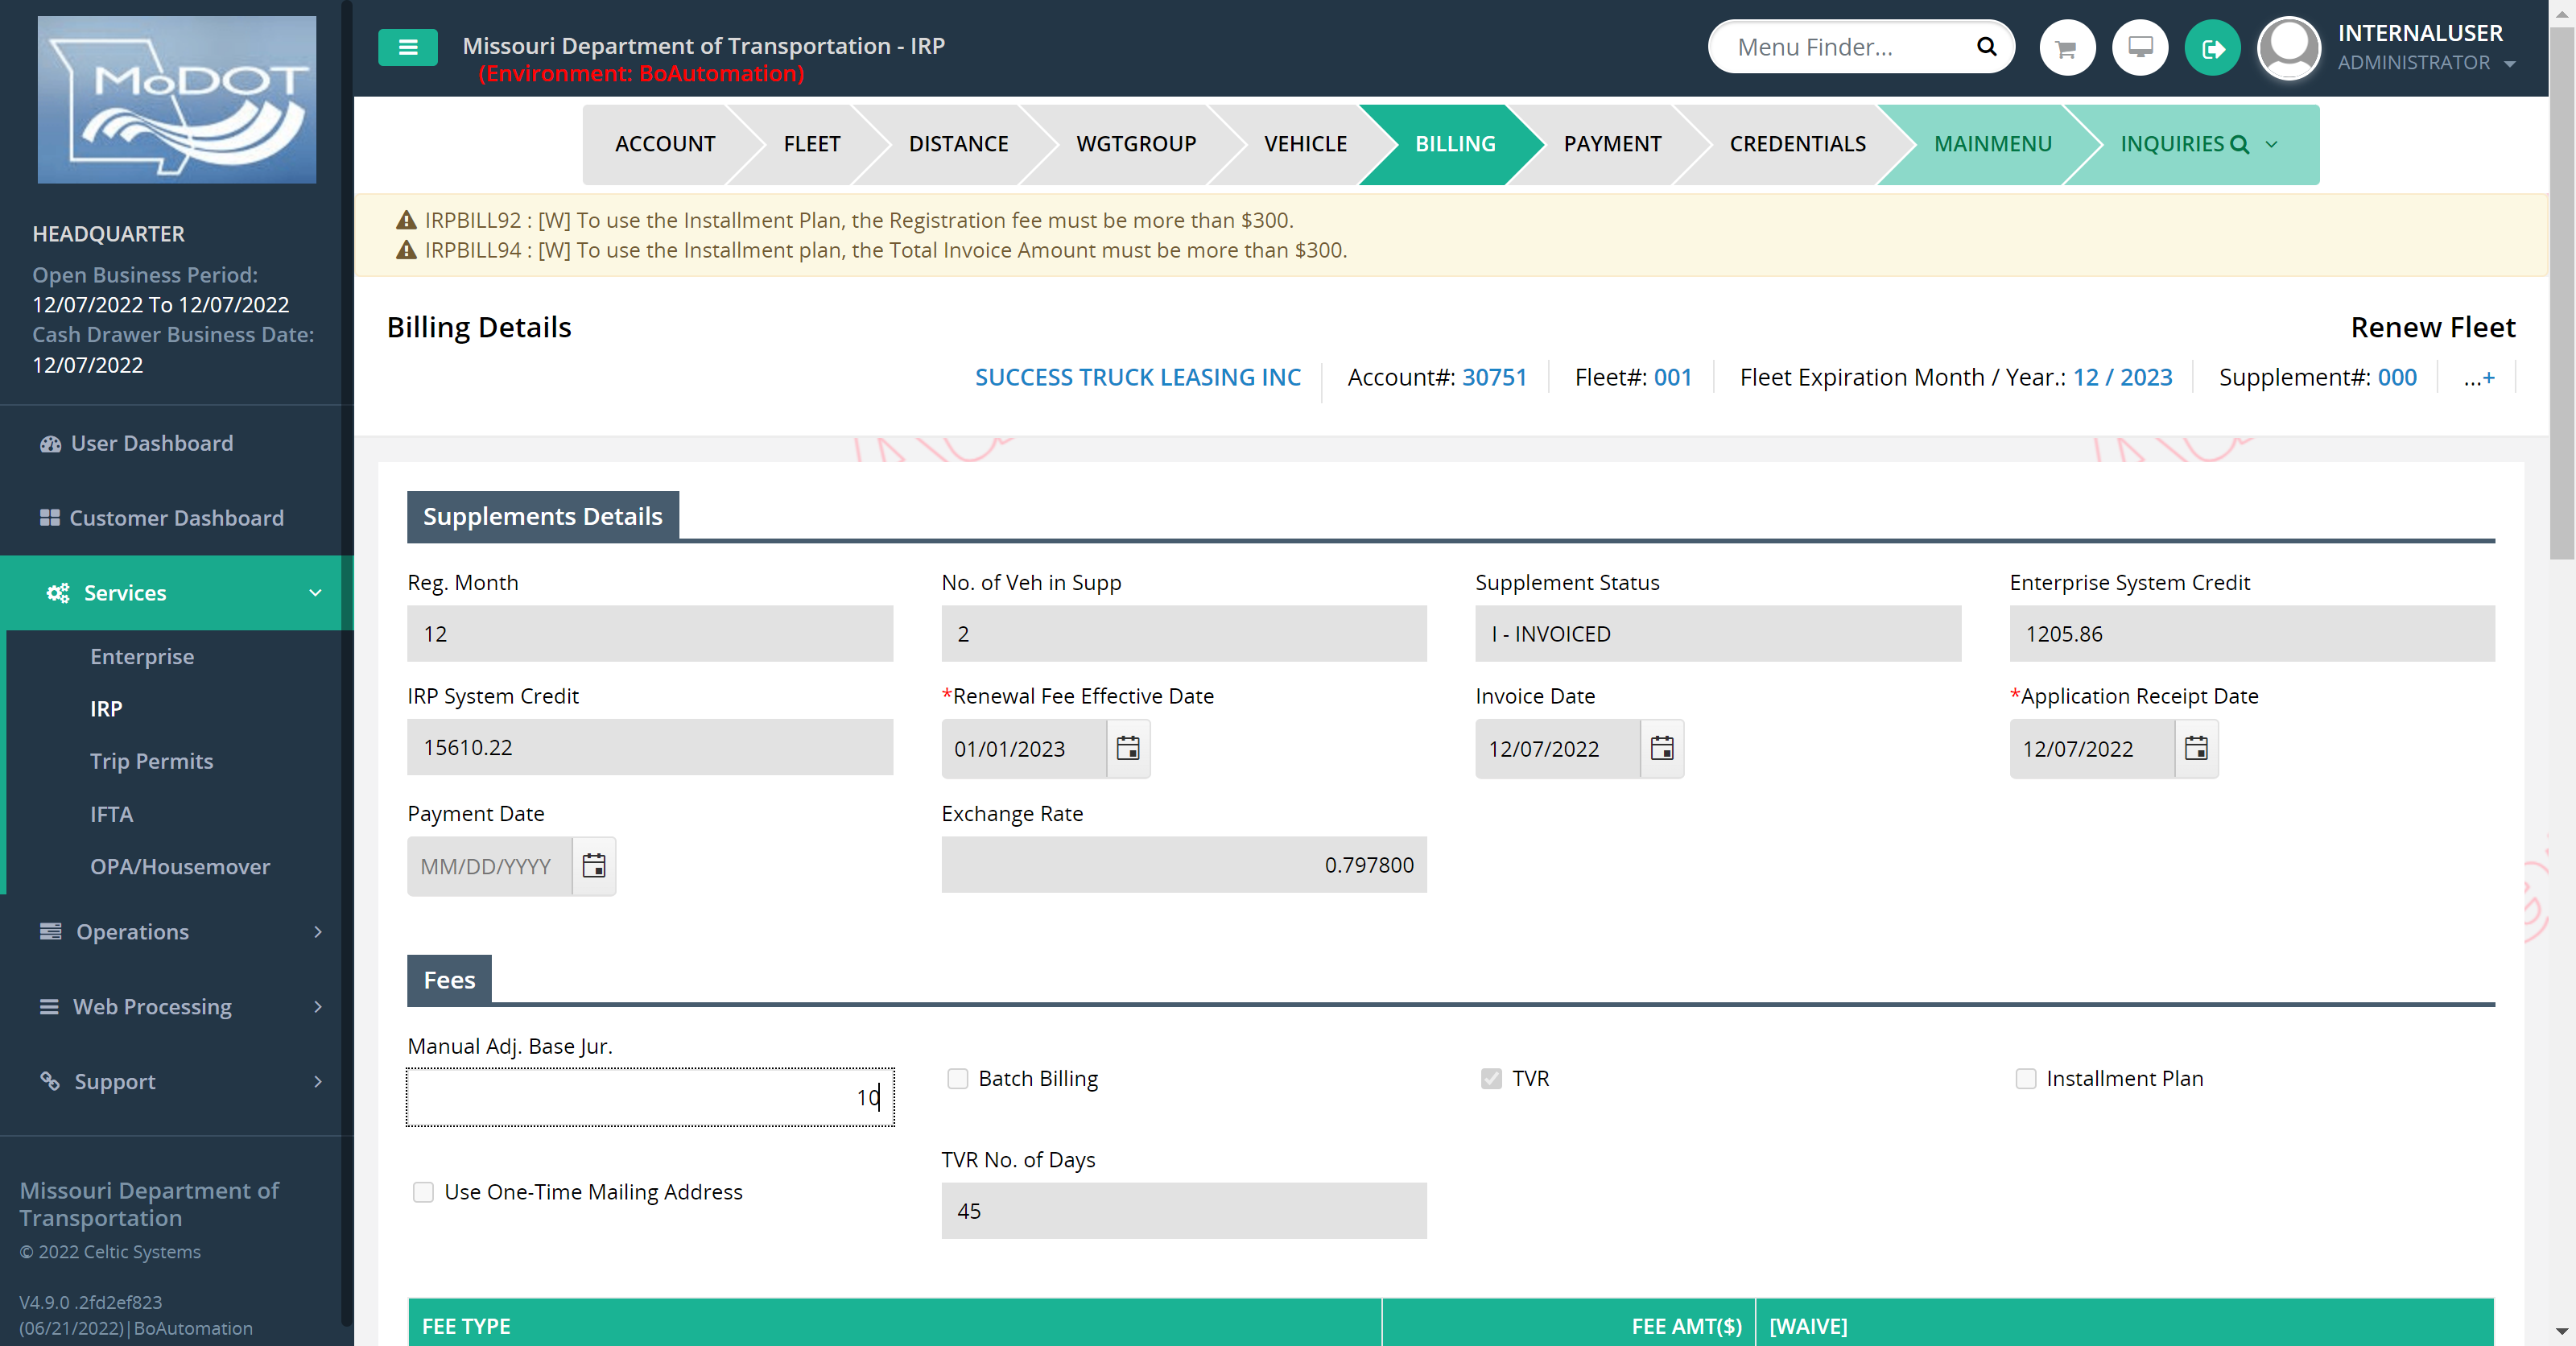 MoDOT
Missouri Department of Transportation - IRP
(Environment: BoAutomation)
Menu Finder...
INTERNALUSER
ADMINISTRATOR
ACCOUNT
FLEET
DISTANCE
WGTGROUP
VEHICLE
BILLING
PAYMENT
CREDENTIALS
MAINMENU
INQUIRIES
IRPBILL92 : [W] To use the Installment Plan, the Registration fee must be more than $300.
IRPBILL94 : [W] To use the Installment plan, the Total Invoice Amount must be more than $300.
HEADQUARTER
Open Business Period:
12/07/2022 To 12/07/2022
Cash Drawer Business Date:
12/07/2022
User Dashboard
Customer Dashboard
Services
Enterprise
IRP
Trip Permits
IFTA
OPA/Housemover
Operations
Web Processing
Support
Missouri Department of
Transportation
© 2022 Celtic Systems
V4.9.0 .2fd2ef823
(06/21/2022)|BoAutomation
Billing Details
Renew Fleet
SUCCESS TRUCK LEASING INC
Account#: 30751
Fleet#: 001
Fleet Expiration Month / Year.: 12 / 2023
Supplement#: 000
...+
Supplements Details
Reg. Month
12
No. of Veh in Supp
2
Supplement Status
I - INVOICED
Enterprise System Credit
1205.86
IRP System Credit
15610.22
*Renewal Fee Effective Date
01/01/2023
Invoice Date
12/07/2022
*Application Receipt Date
12/07/2022
Payment Date
MM/DD/YYYY
Exchange Rate
0.797800
Fees
Manual Adj. Base Jur.
10
Batch Billing
TVR
Installment Plan
Use One-Time Mailing Address
TVR No. of Days
45
FEE TYPE
FEE AMT($)
[WAIVE]